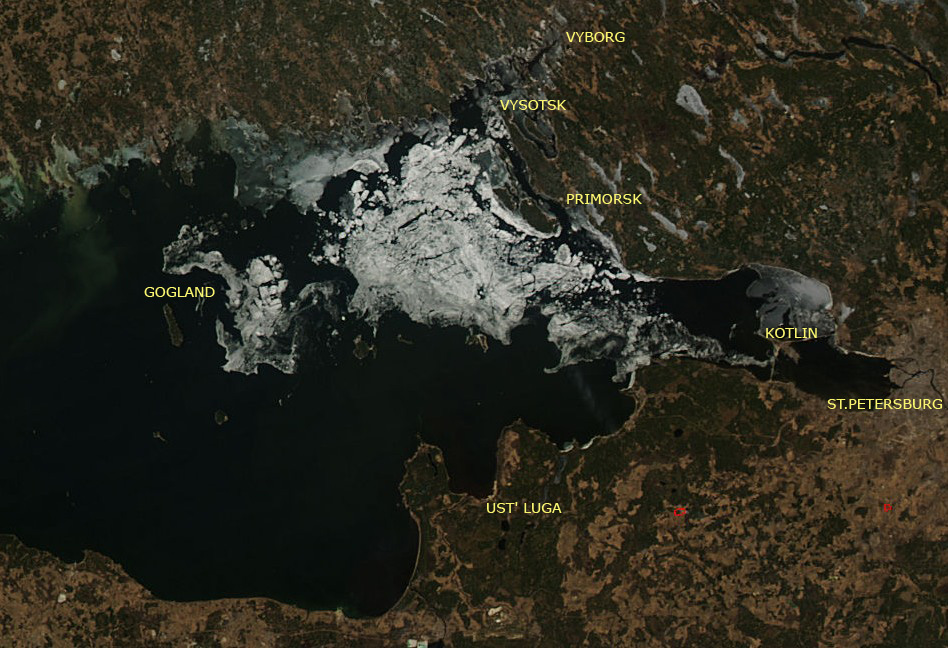 VYBORG
VYSOTSK
PRIMORSK
GOGLAND
KOTLIN
ST.PETERSBURG
UST' LUGA